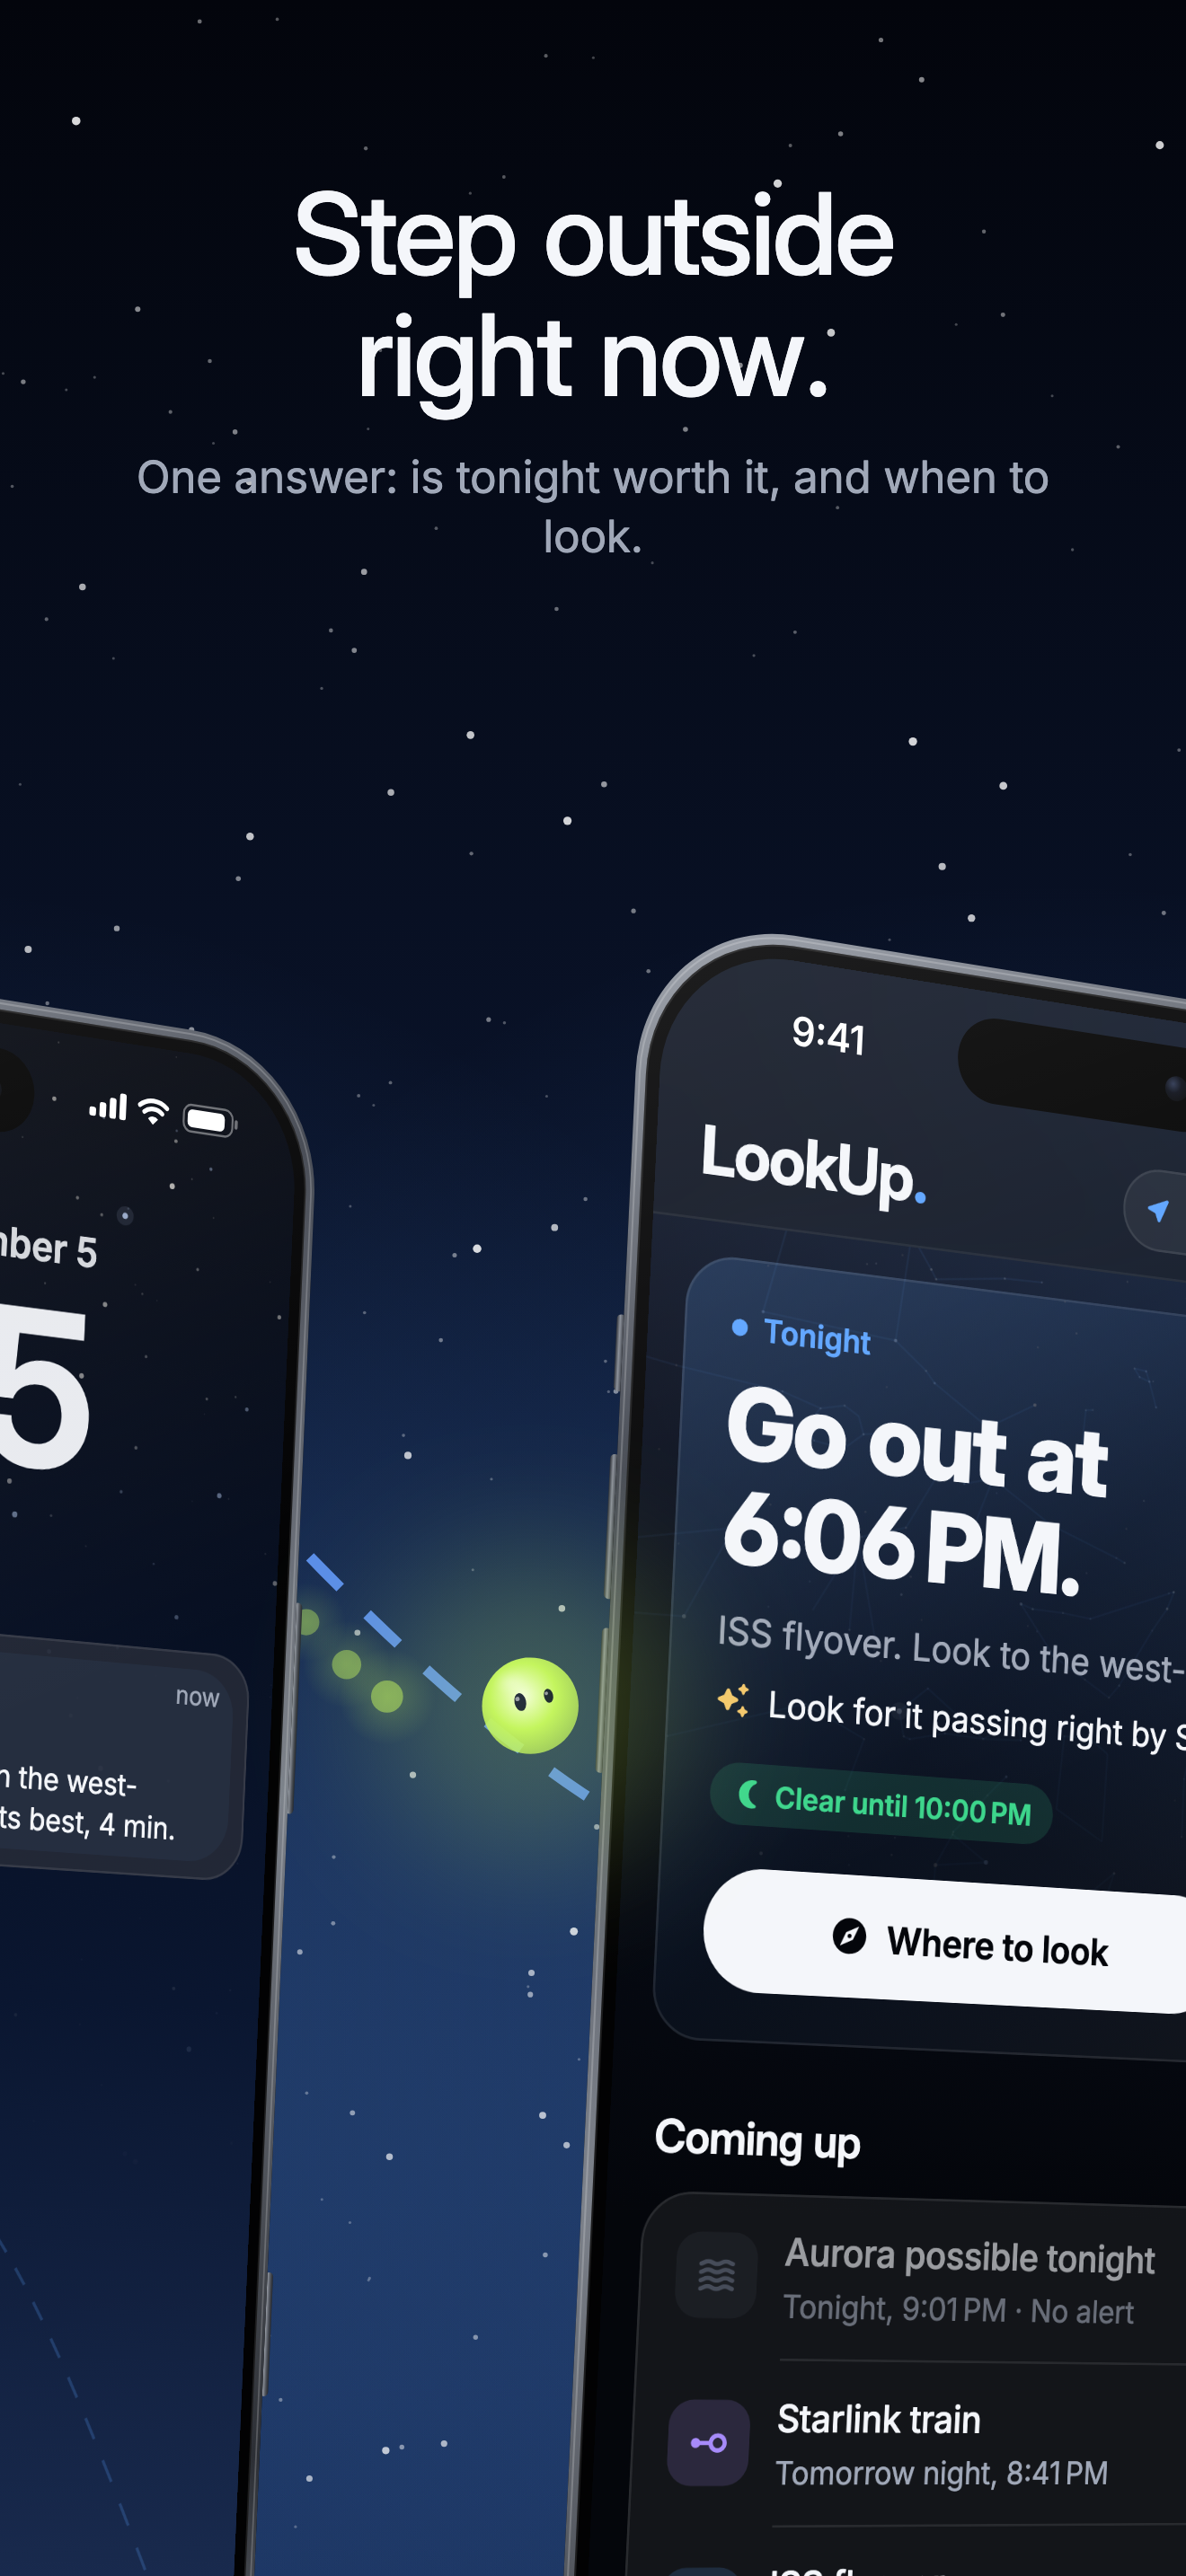 Step outside
right now.
One answer: is tonight worth it, and when to
look.
9:41
LookUp.
Tonight
Go out at
6:06 PM.
ISS flyover. Look to the west-
Look for it passing right by S
Clear until 10:00 PM
Where to look
Coming up
Aurora possible tonight
Tonight, 9:01 PM · No alert
Starlink train
Tomorrow night, 8:41 PM
ber 5
5
now
n the west-
ts best, 4 min.